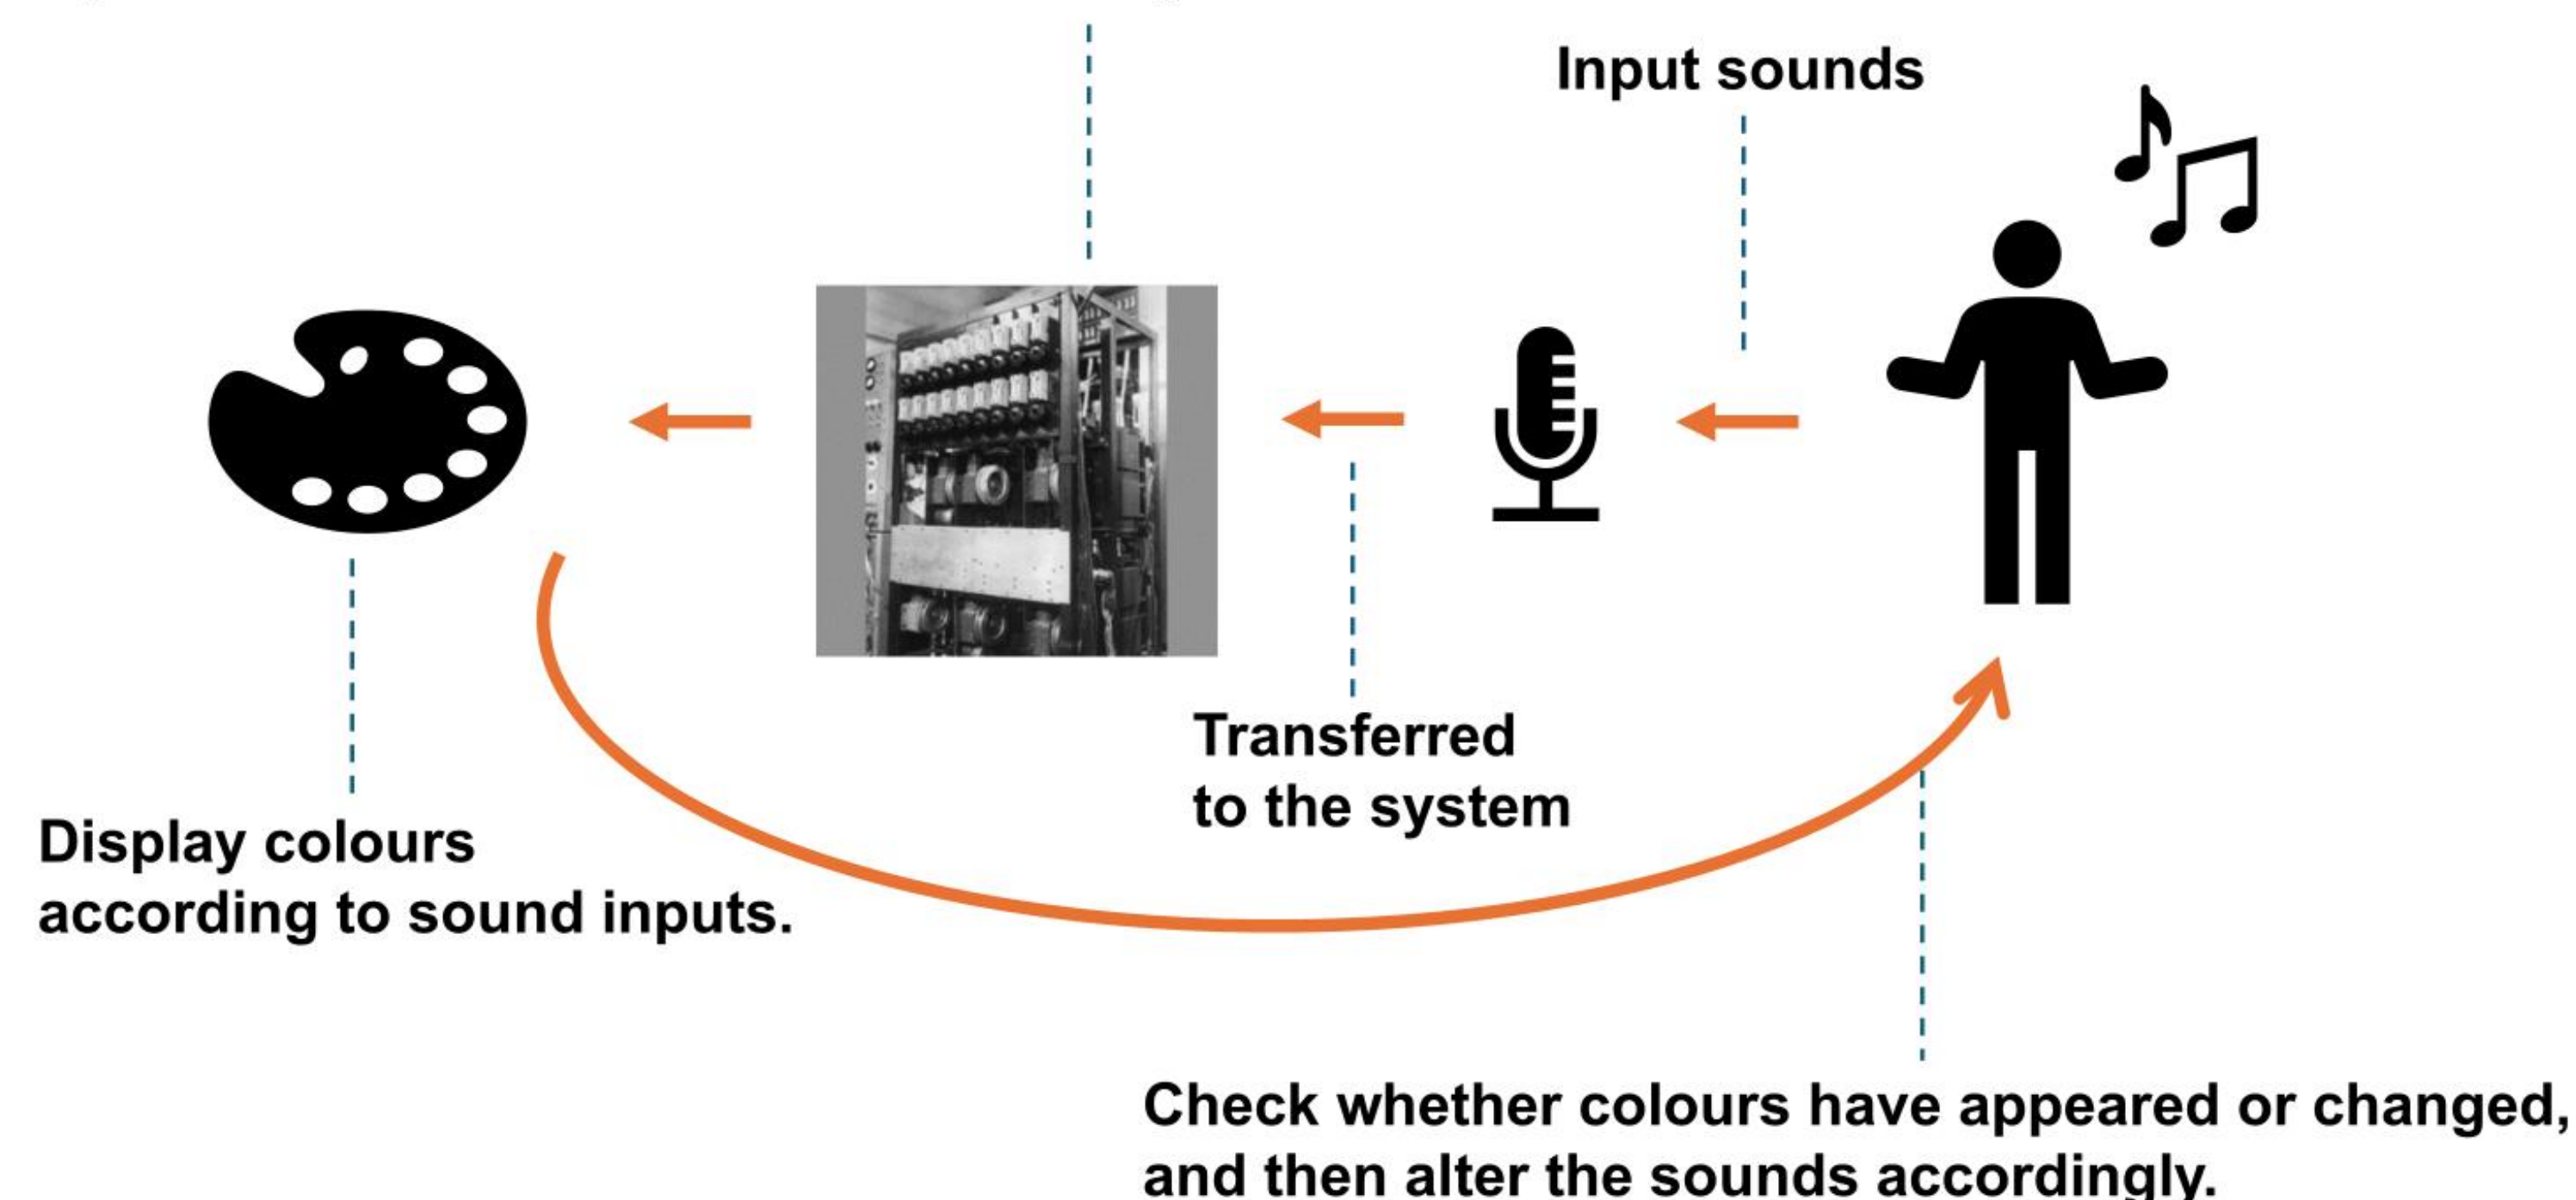 Input sounds
Transferred
to the system
Display colours
according to sound inputs.
Check whether colours have appeared or changed,
and then alter the sounds accordingly.